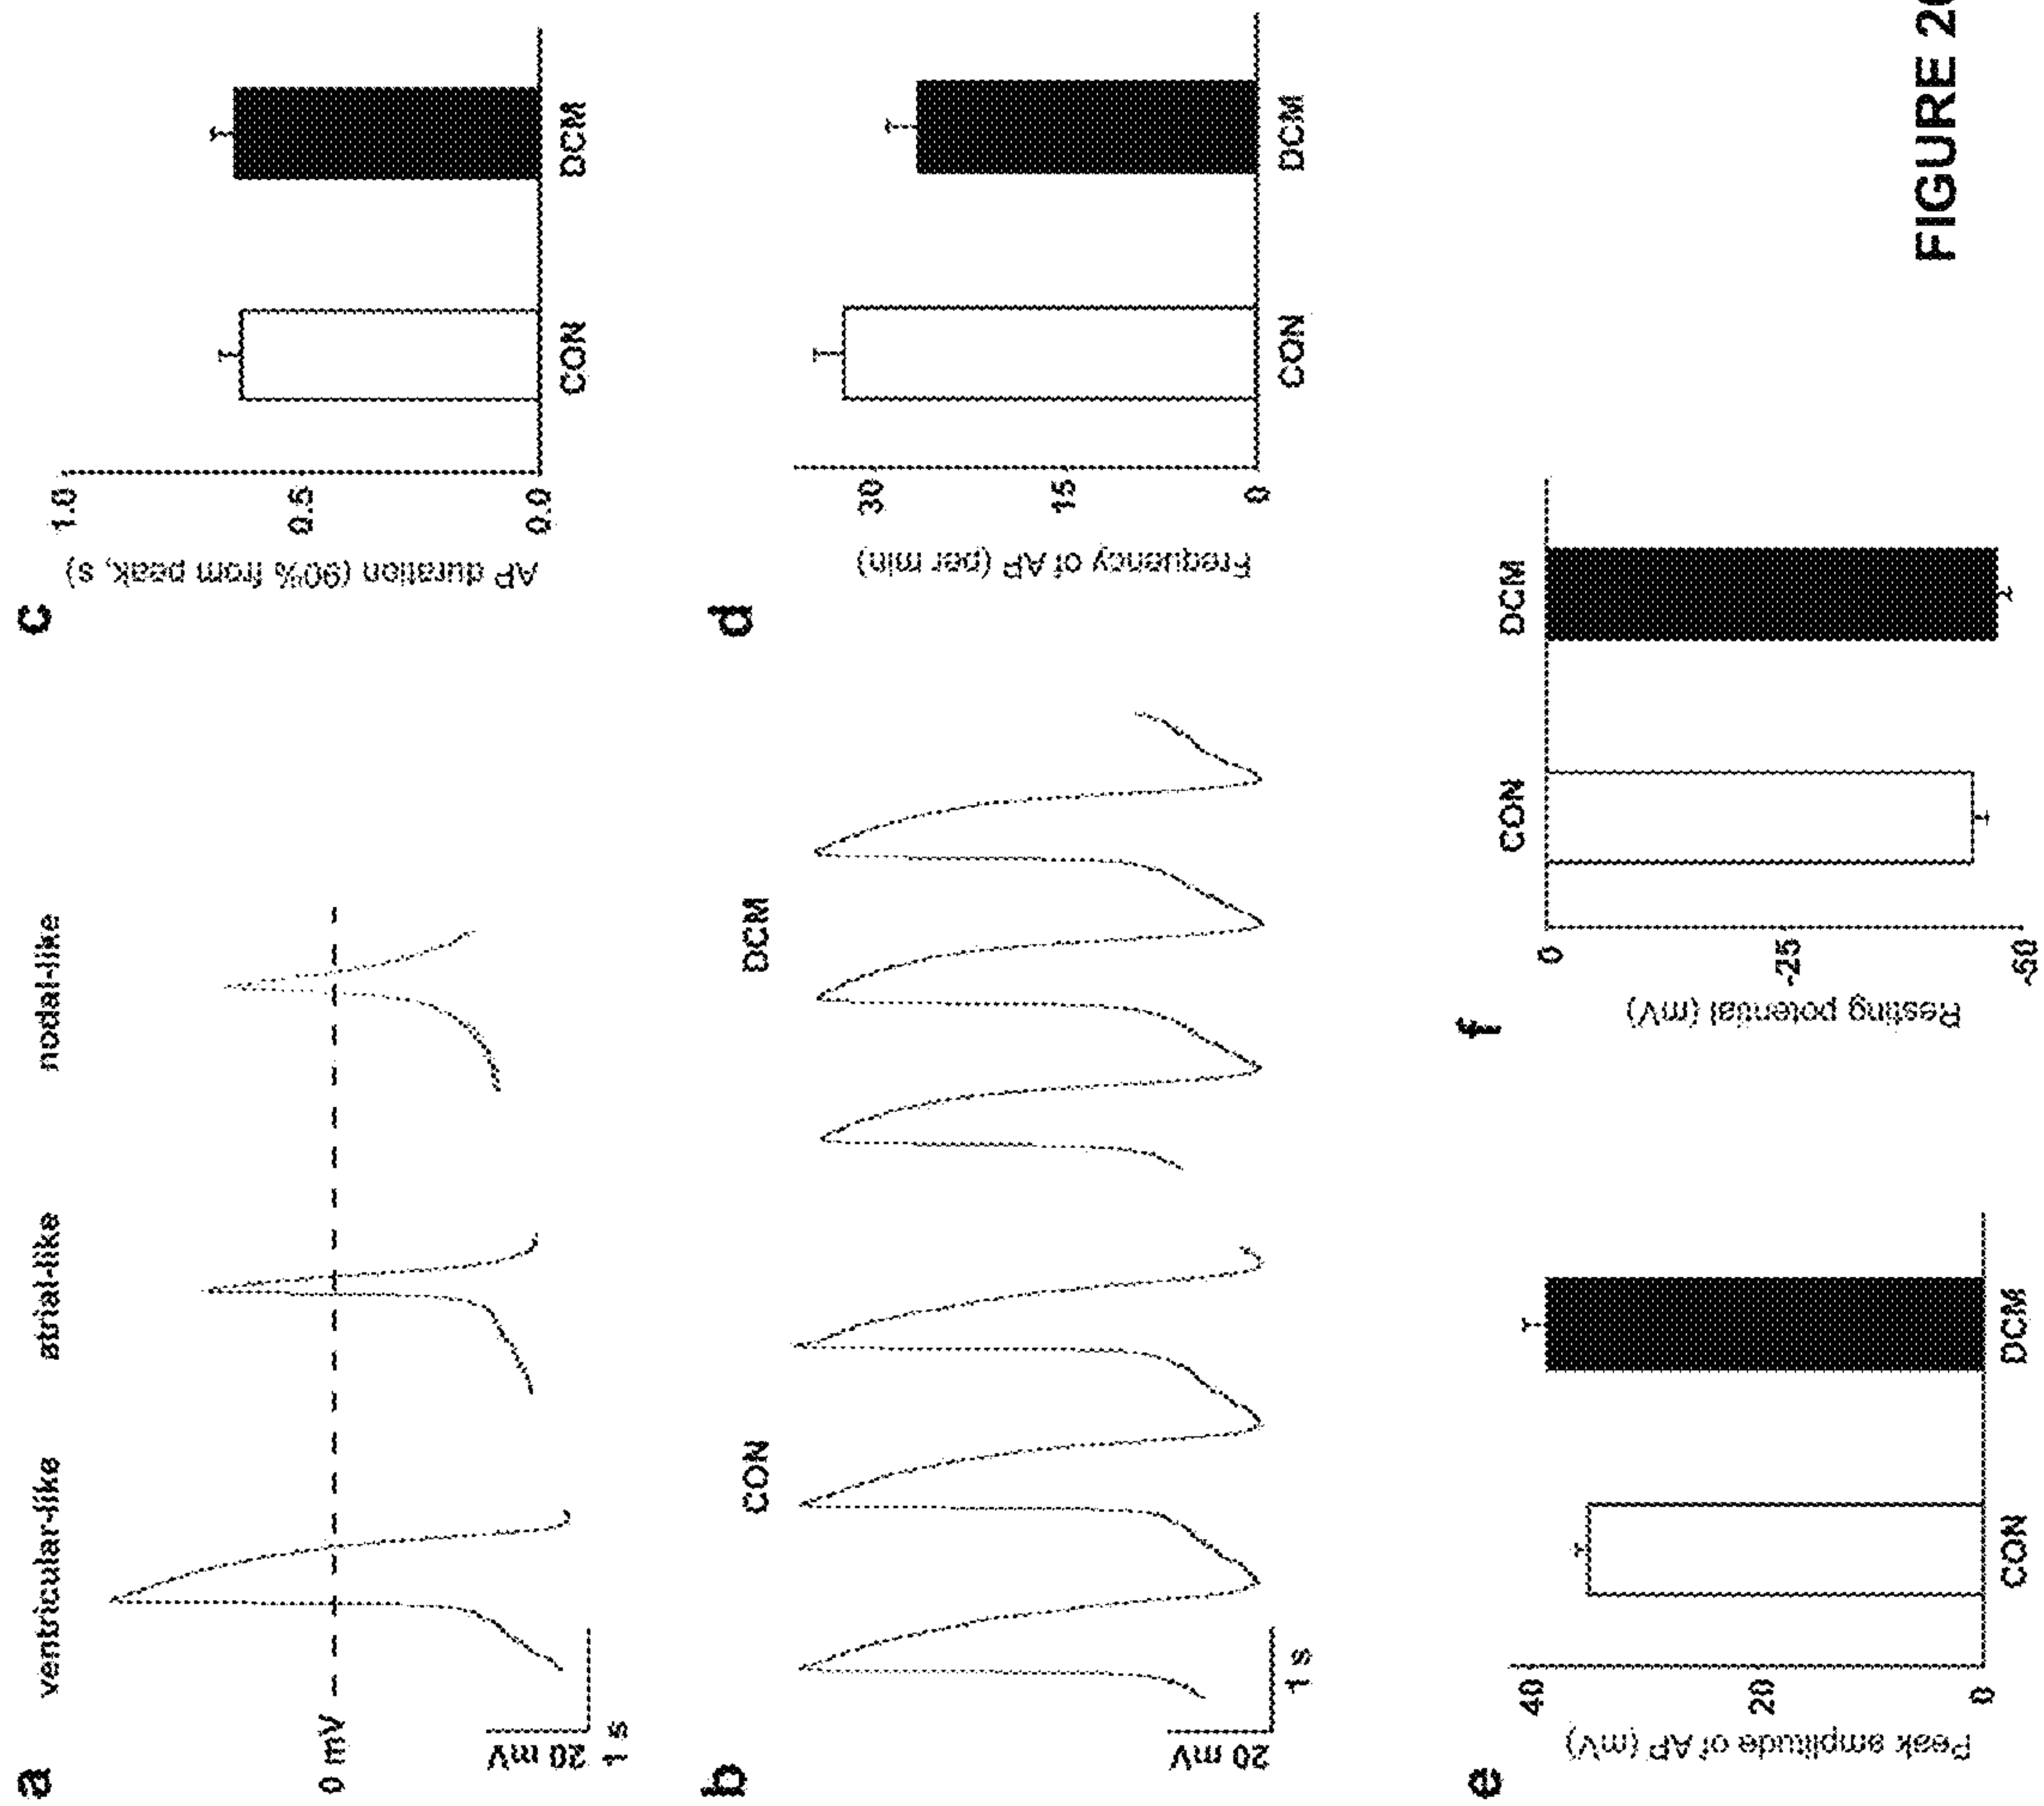 a
ventricular-like
atrial-like
nodal-like
0 mV
20 mV
1 s
b
CON
DCM
20 mV
1 s
c
AP duration (90% from peak, s)
1.0
0.5
0.0
CON
DCM
d
Frequency of AP (per min)
30
15
0
CON
DCM
e
Peak amplitude of AP (mV)
40
20
0
CON
DCM
f
Resting potential (mV)
CON
DCM
0
-25
-50
FIGURE